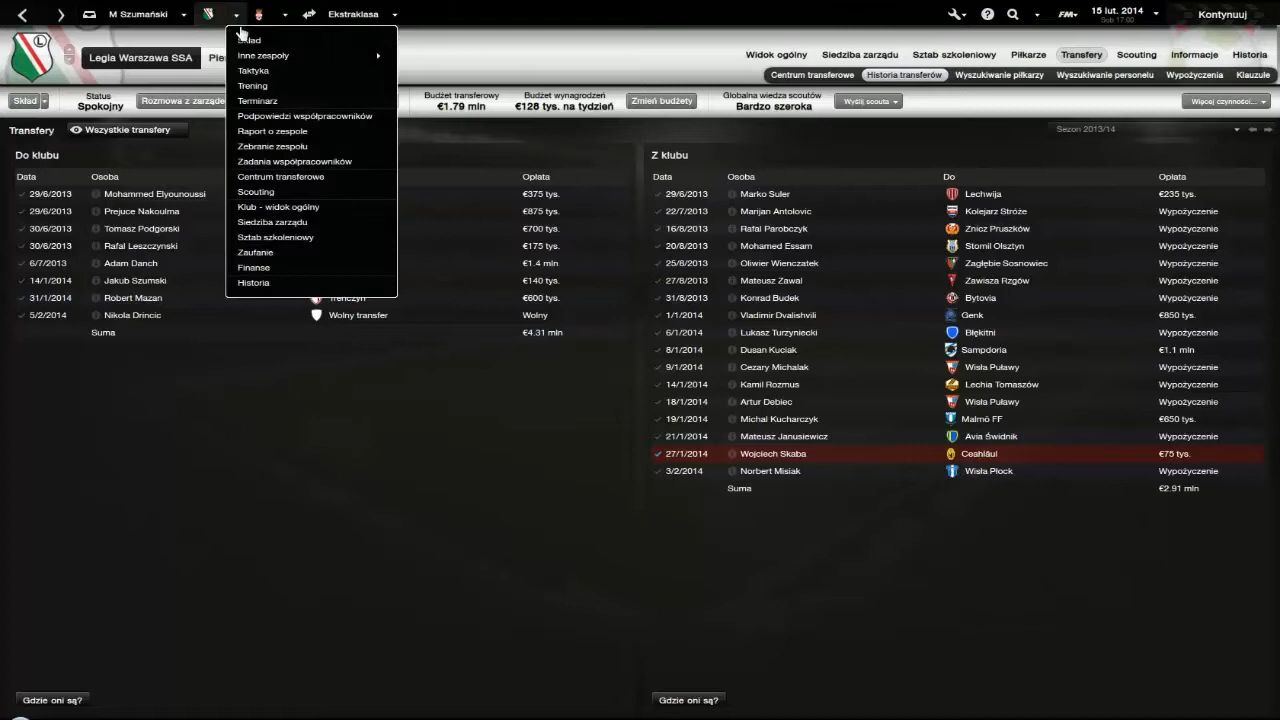 M Szumański
Ekstraklasa
15 lut. 2014
Sob 17:00
Kontynuuj
FM
Legia Warszawa SSA
Widok ogólny Siedziba zarządu Sztab szkoleniowy Piłkarze Transfery Scouting Informacje Historia
Centrum transferowe Historia transferów Wyszukiwanie piłkarzy Wyszukiwanie personelu Wypożyczenia Klauzule
Skład
Status
Spokojny
Rozmowa z zarząde
Budżet transferowy
€1.79 mln
Budżet wynagrodzeń
€128 tys. na tydzień
Zmień budżety
Globalna wiedza scoutów
Bardzo szeroka
Wyślij scouta
Więcej czynności...
Skład
Inne zespoły
Taktyka
Trening
Terminarz
Podpowiedzi współpracowników
Raport o zespole
Zebranie zespołu
Zadania współpracowników
Centrum transferowe
Scouting
Klub - widok ogólny
Siedziba zarządu
Sztab szkoleniowy
Zaufanie
Finanse
Historia
Transfery Wszystkie transfery
Sezon 2013/14
Do klubu
Data Osoba Opłata
29/6/2013 Mohammed Elyounoussi €375 tys.
29/6/2013 Prejuce Nakoulma €875 tys.
30/6/2013 Tomasz Podgorski €700 tys.
30/6/2013 Rafal Leszczynski €175 tys.
6/7/2013 Adam Danch €1.4 mln
14/1/2014 Jakub Szumski €140 tys.
31/1/2014 Robert Mazan Trenczyn €600 tys.
5/2/2014 Nikola Drincic Wolny transfer Wolny
Suma €4.31 mln
Z klubu
Data Osoba Do Opłata
29/6/2013 Marko Suler Lechwija €235 tys.
22/7/2013 Marijan Antolovic Kolejarz Stróże Wypożyczenie
16/8/2013 Rafal Parobczyk Znicz Pruszków Wypożyczenie
20/8/2013 Mohamed Essam Stomil Olsztyn Wypożyczenie
25/8/2013 Oliwier Wienczatek Zagłębie Sosnowiec Wypożyczenie
27/8/2013 Mateusz Zawal Zawisza Rzgów Wypożyczenie
31/8/2013 Konrad Budek Bytovia Wypożyczenie
1/1/2014 Vladimir Dvalishvili Genk €850 tys.
6/1/2014 Lukasz Turzyniecki Błękitni Wypożyczenie
8/1/2014 Dusan Kuciak Sampdoria €1.1 mln
9/1/2014 Cezary Michalak Wisła Puławy Wypożyczenie
14/1/2014 Kamil Rozmus Lechia Tomaszów Wypożyczenie
18/1/2014 Artur Debiec Wisła Puławy Wypożyczenie
19/1/2014 Michal Kucharczyk Malmö FF €650 tys.
21/1/2014 Mateusz Janusiewicz Avia Świdnik Wypożyczenie
27/1/2014 Wojciech Skaba Ceahlăul €75 tys.
3/2/2014 Norbert Misiak Wisła Płock Wypożyczenie
Suma €2.91 mln
Gdzie oni są?
Gdzie oni są?